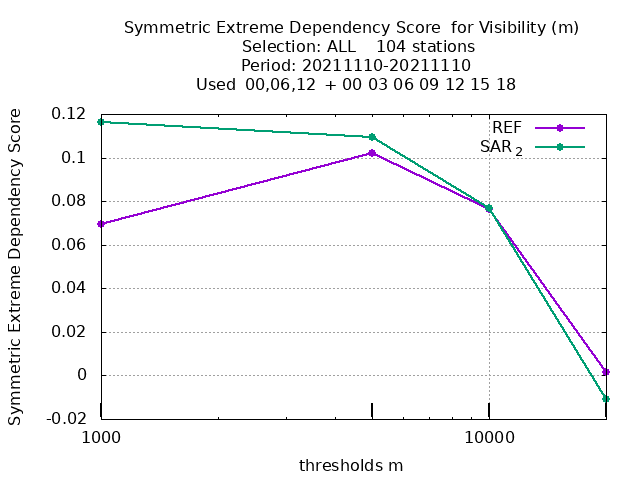 Symmetric Extreme Dependency Score  for Visibility (m)
Selection: ALL    104 stations
Period: 20211110-20211110
Used  00,06,12  + 00 03 06 09 12 15 18
Symmetric Extreme Dependency Score
0.12
0.1
0.08
0.06
0.04
0.02
0
-0.02
REF
SAR 2
1000
10000
thresholds m